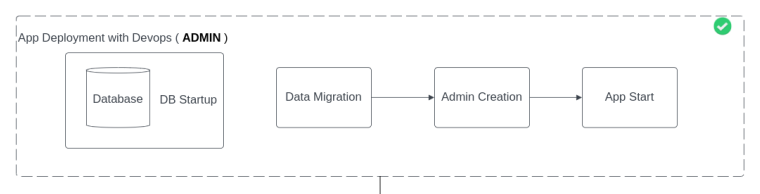 App Deployment with Devops ( ADMIN )
Database
DB Startup
Data Migration
Admin Creation
App Start